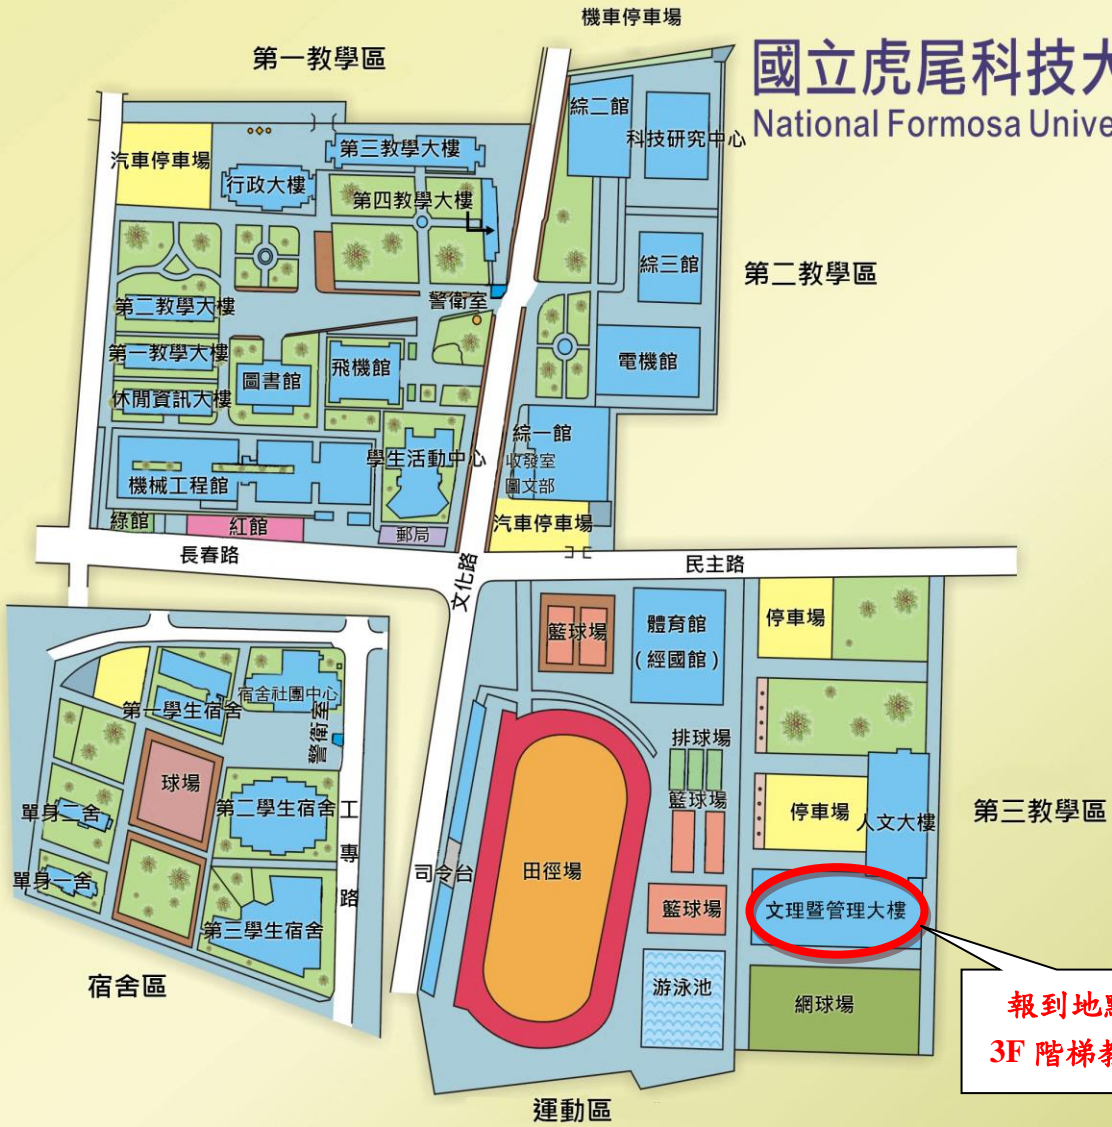 機車停車場
國立虎尾科技大
National Formosa Unive
第一教學區
綜二館
科技研究中心
第三教學大樓
汽車停車場
行政大樓
第四教學大樓
綜三館
第二教學區
警衛室
第二教學大樓
第一教學大樓
飛機館
電機館
圖書館
休閒資訊大樓
綜一館
收發室
圖文部
學生活動中心
機械工程館
綠館
紅館
郵局
汽車停車場
長春路
民主路
文化路
籃球場
體育館
(經國館)
停車場
宿舍社團中心
第一學生宿舍
警衛室
排球場
球場
籃球場
停車場
人文大樓
第三教學區
單身二舍
第二學生宿舍
工專路
司令台
田徑場
單身一舍
籃球場
文理暨管理大樓
第三學生宿舍
宿舍區
游泳池
網球場
報到地
3F 階梯教
運動區